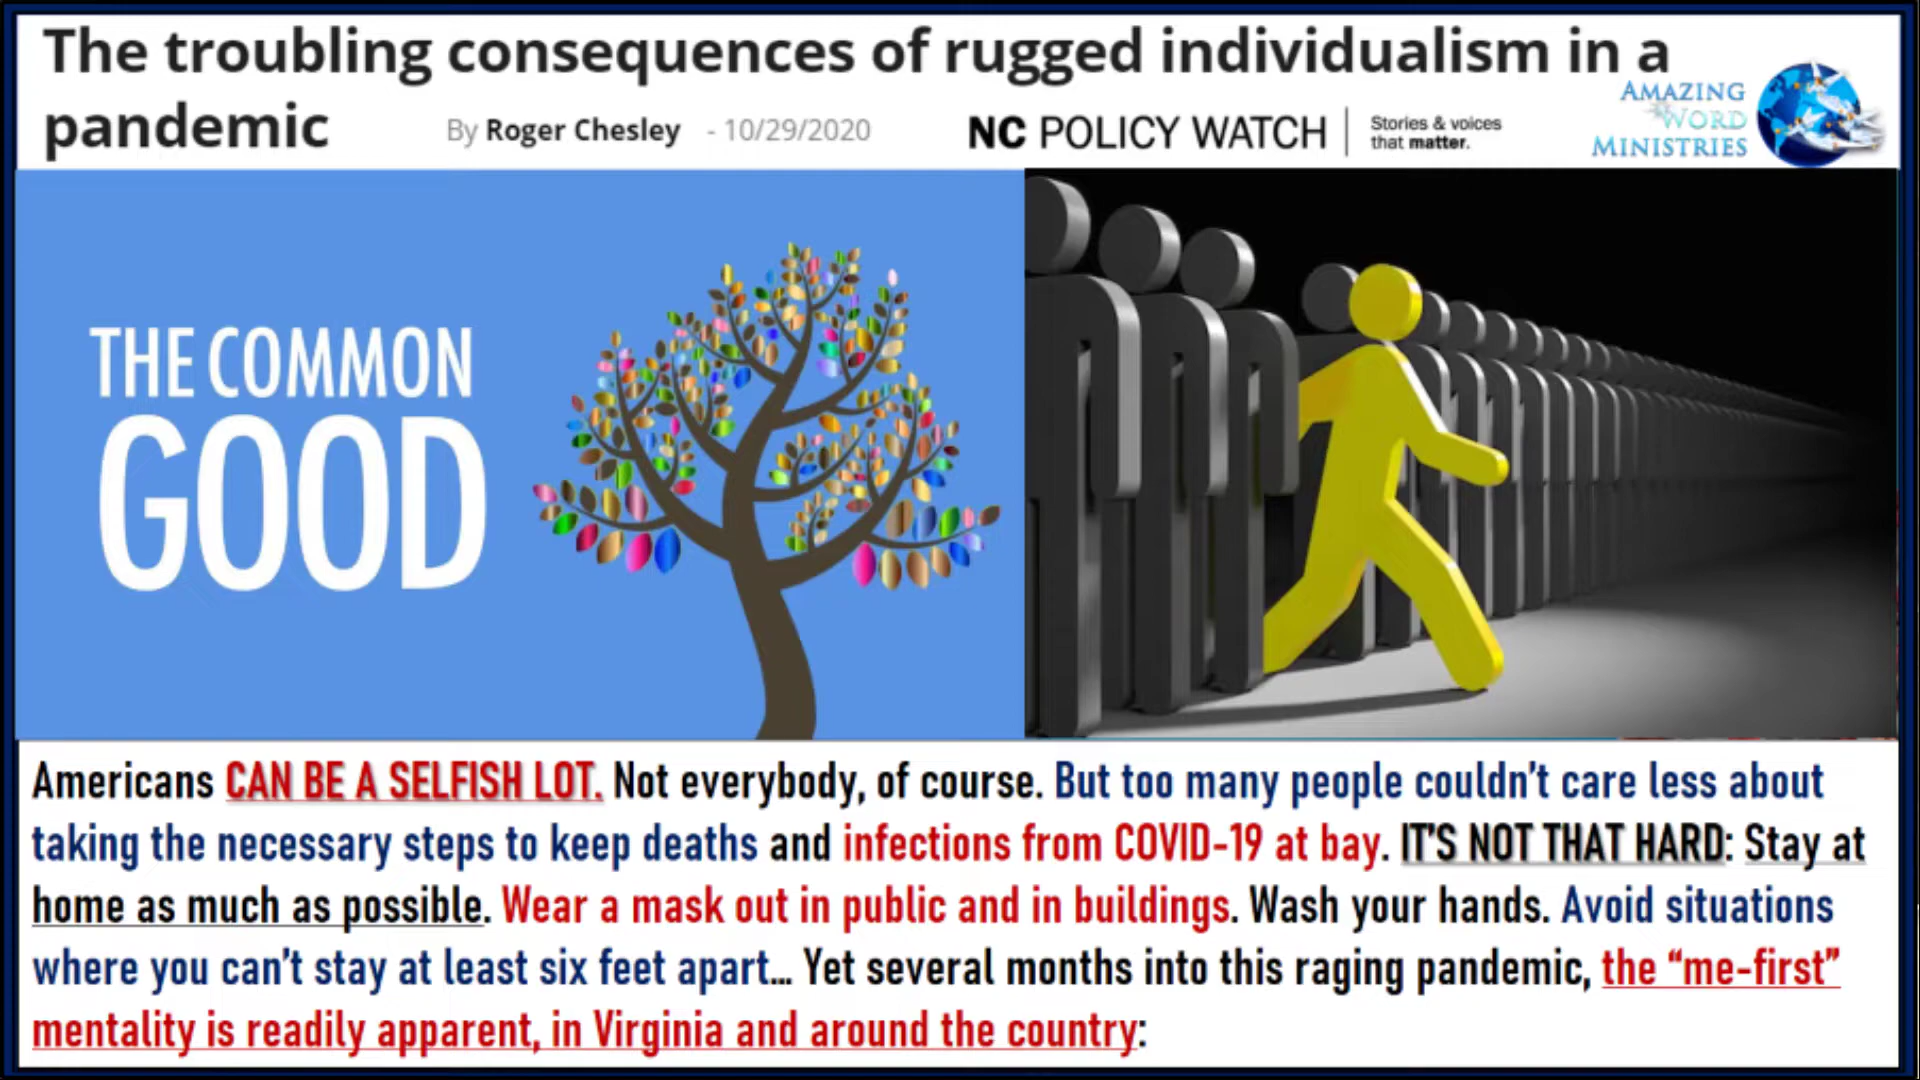 The troubling consequences of rugged individualism in a
pandemic
By Roger Chesley - 10/29/2020
NC POLICY WATCH
Stories & voices
that matter.
AMAZING
WORD
MINISTRIES
THE COMMON
GOOD
Americans CAN BE A SELFISH LOT. Not everybody, of course. But too many people couldn't care less about
taking the necessary steps to keep deaths and infections from COVID-19 at bay. IT'S NOT THAT HARD: Stay at
home as much as possible. Wear a mask out in public and in buildings. Wash your hands. Avoid situations
where you can't stay at least six feet apart... Yet several months into this raging pandemic, the “me-first”
mentality is readily apparent, in Virginia and around the country: